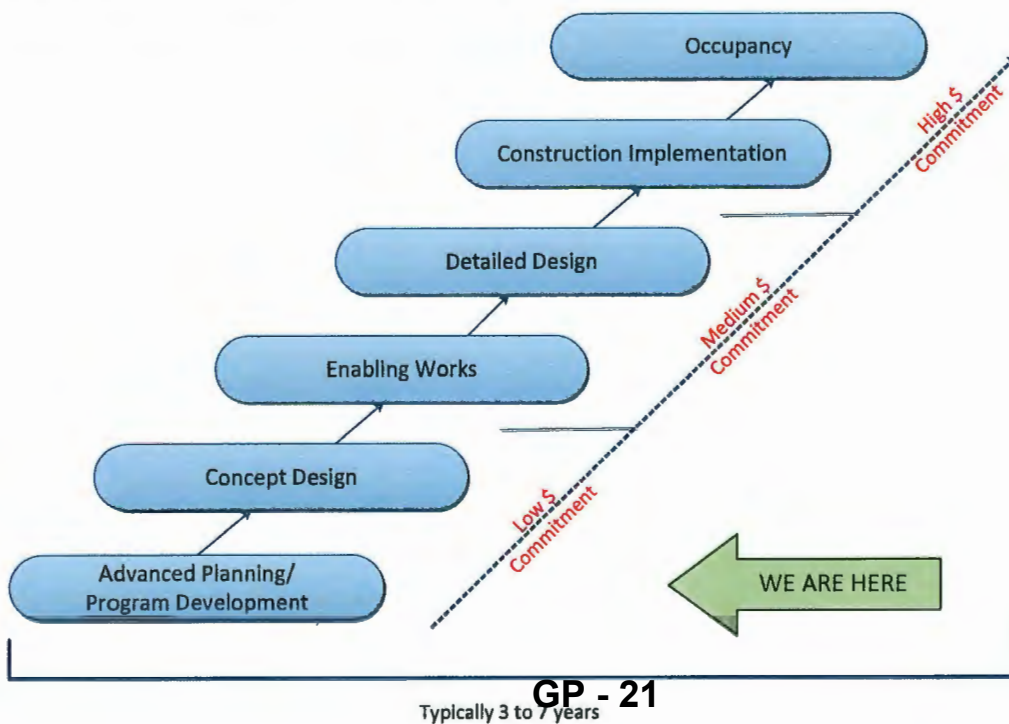 Occupancy
Construction Implementation
Detailed Design
Enabling Works
Concept Design
Advanced Planning/
Program Development
High $
Commitment
Medium $
Commitment
Low $
Commitment
WE ARE HERE
GP - 21
Typically 3 to 7 years